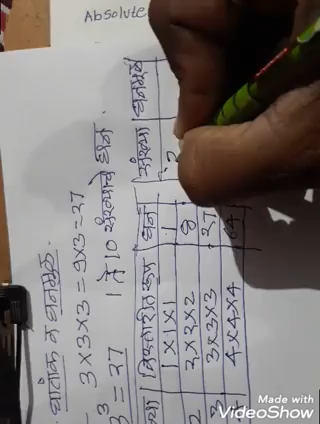 Absolute
घातांक व घनमूळ.
3×3×3 = 9×3 = 27
3 = 27 1 ते 10 संख्यांचे घन.
विस्तारीत रूप घन संख्या घनमूळ
1×1×1 1
2×2×2 8 2
3×3×3 27
4×4×4 64
Made with
VideoShow